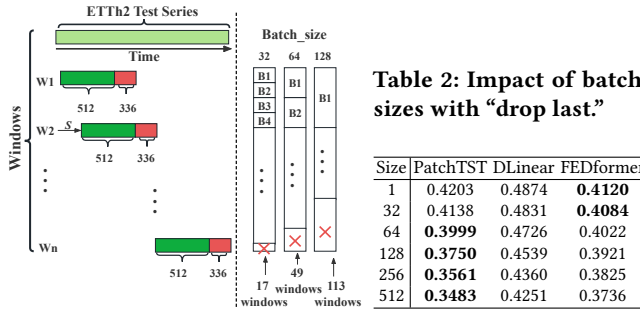 ETTh2 Test Series
Time
Windows
W1
512
336
W2
S
512
336
Wn
512
336
Batch_size
32 64 128
B1 B1 B1
B2
B3 B2
B4
17 windows
49 windows
113 windows
Table 2: Impact of batch
sizes with “drop last.”
Size PatchTST DLinear FEDformer
1 0.4203 0.4874 0.4120
32 0.4138 0.4831 0.4084
64 0.3999 0.4726 0.4022
128 0.3750 0.4539 0.3921
256 0.3561 0.4360 0.3825
512 0.3483 0.4251 0.3736